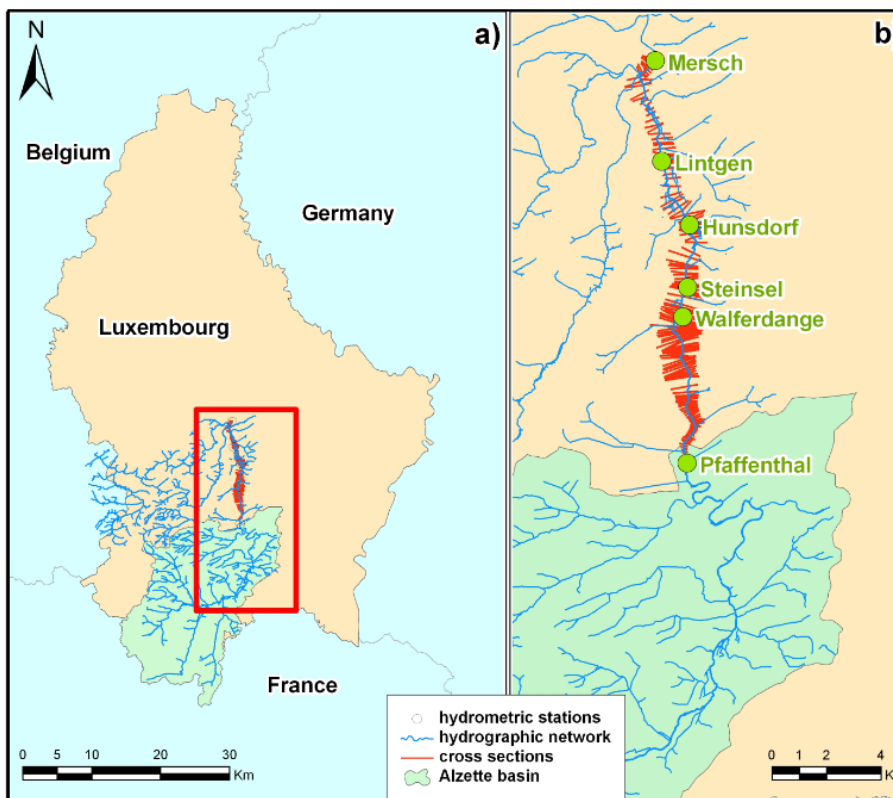 N
a)
Belgium
Germany
Luxembourg
France
0 5 10 20 30
Km
b)
Mersch
Lintgen
Hunsdorf
Steinsel
Walferdange
Pfaffenthal
hydrometric stations
hydrographic network
cross sections
Alzette basin
0 1 2 4
K